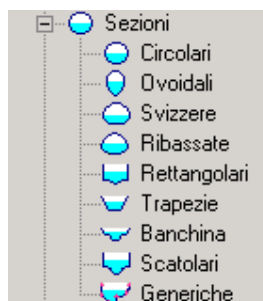 Sezioni
Circolari
Ovoidali
Svizzere
Ribassate
Rettangolari
Trapezie
Banchina
Scatolari
Generiche